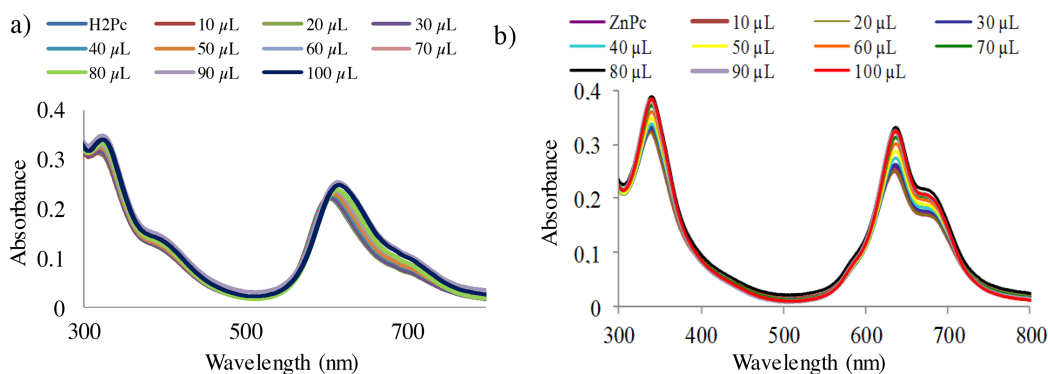 a)
H2Pc 10 µL 20 µL 30 µL
40 µL 50 µL 60 µL 70 µL
80 µL 90 µL 100 µL
0.4
0.3
0.2
0.1
0
Absorbance
300 500 700
Wavelength (nm)
b)
ZnPc 10 µL 20 µL 30 µL
40 µL 50 µL 60 µL 70 µL
80 µL 90 µL 100 µL
0.4
0.3
0.2
0.1
0
Absorbance
300 400 500 600 700 800
Wavelength (nm)